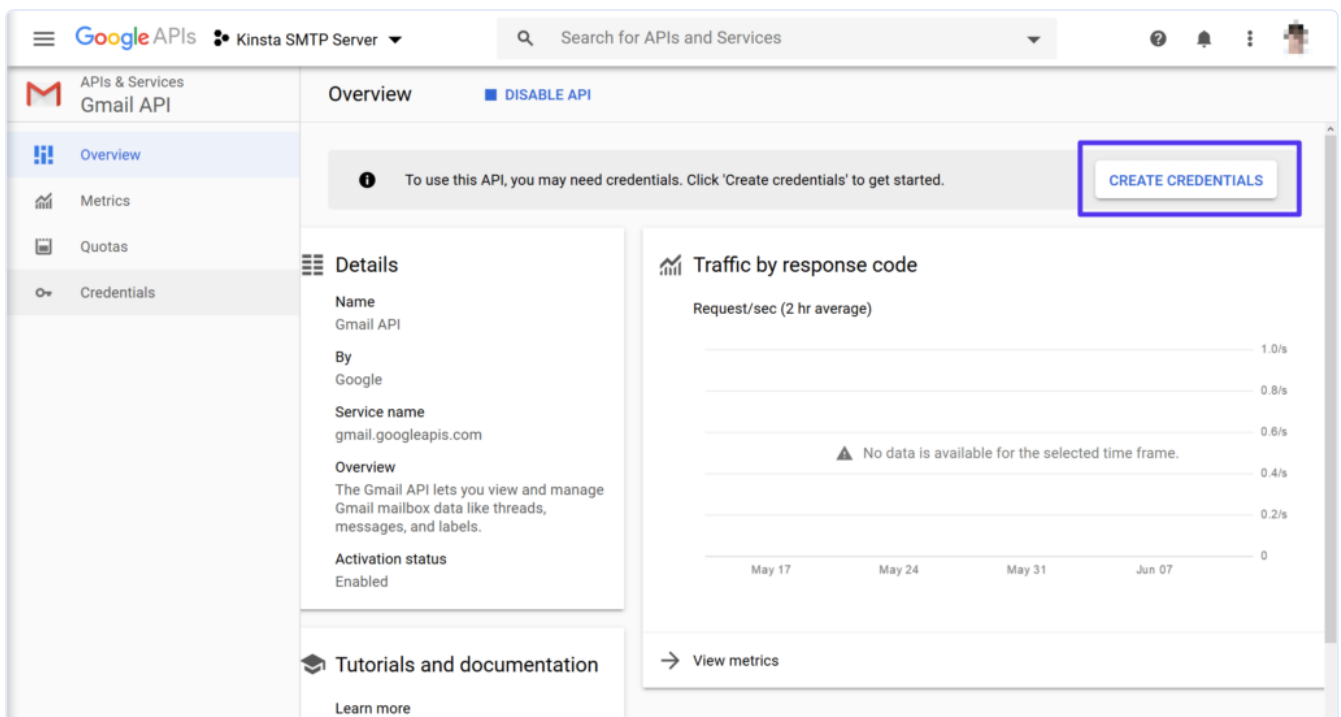 Google APIs
Kinsta SMTP Server
Search for APIs and Services
APIs & Services
Gmail API
Overview
DISABLE API
Overview
Metrics
Quotas
Credentials
To use this API, you may need credentials. Click 'Create credentials' to get started.
CREATE CREDENTIALS
Details
Name
Gmail API
By
Google
Service name
gmail.googleapis.com
Overview
The Gmail API lets you view and manage
Gmail mailbox data like threads,
messages, and labels.
Activation status
Enabled
Tutorials and documentation
Learn more
Traffic by response code
Request/sec (2 hr average)
1.0/s
0.8/s
0.6/s
No data is available for the selected time frame.
0.4/s
0.2/s
0
May 17 May 24 May 31 Jun 07
View metrics